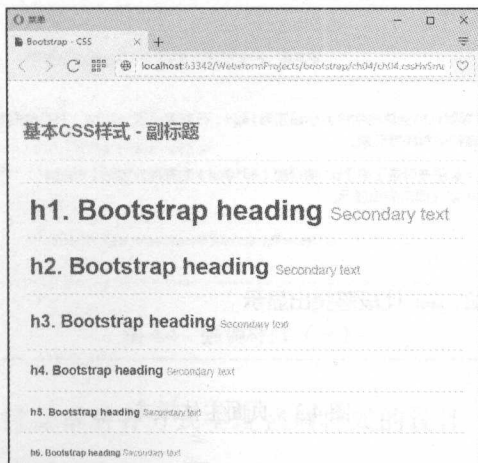 菜单
Bootstrap - CSS
localhost:63342/WebstormProjects/bootstrap/ch04/ch04.css
基本CSS样式 - 副标题
h1. Bootstrap heading Secondary text
h2. Bootstrap heading Secondary text
h3. Bootstrap heading Secondary text
h4. Bootstrap heading Secondary text
h5. Bootstrap heading Secondary text
h6. Bootstrap heading Secondary text